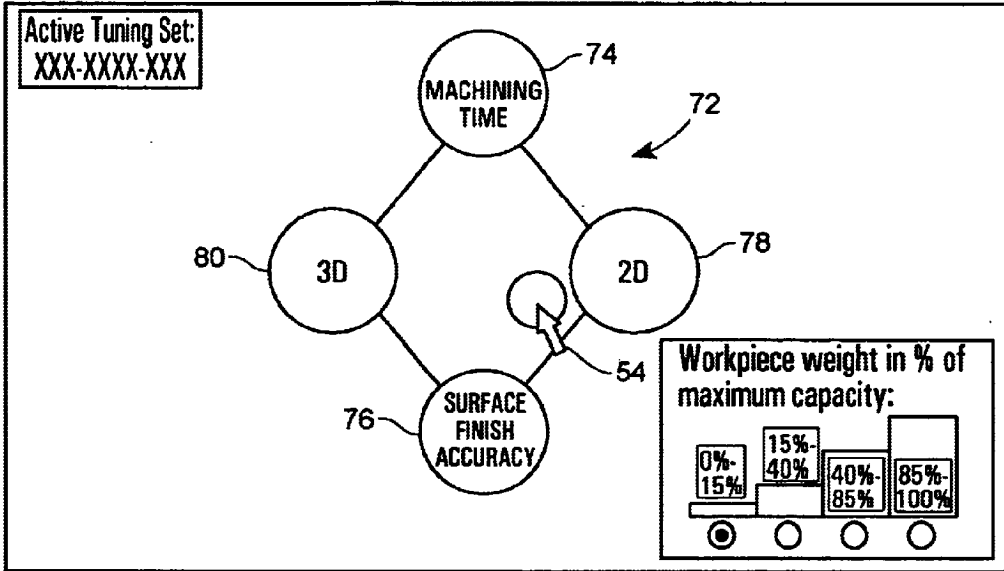 Active Tuning Set:
XXX-XXXX-XXX
MACHINING
TIME
74
72
80
3D
2D
78
54
76
SURFACE
FINISH
ACCURACY
Workpiece weight in % of
maximum capacity:
0%-
15%
15%-
40%
40%-
85%
85%-
100%